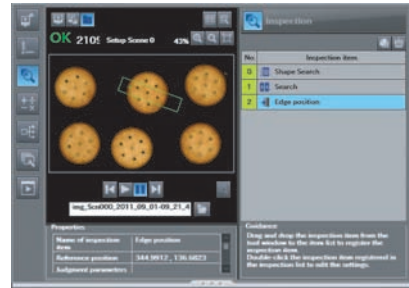 Inspection
OK 2109 Setup Scene 0 43%
No. Inspection item
0 Shape Search
1 Search
2 Edge position
img_Scn000_2011_09_01-09_21_4
Properties
Name of inspection item Edge position
Reference position 344.9912 , 136.6823
Judgment parameters
Guidance
Drag and drop the inspection item from the
tool window to the item list to register the
inspection item.
Double-click the inspection item registered in
the inspection list to edit the settings.